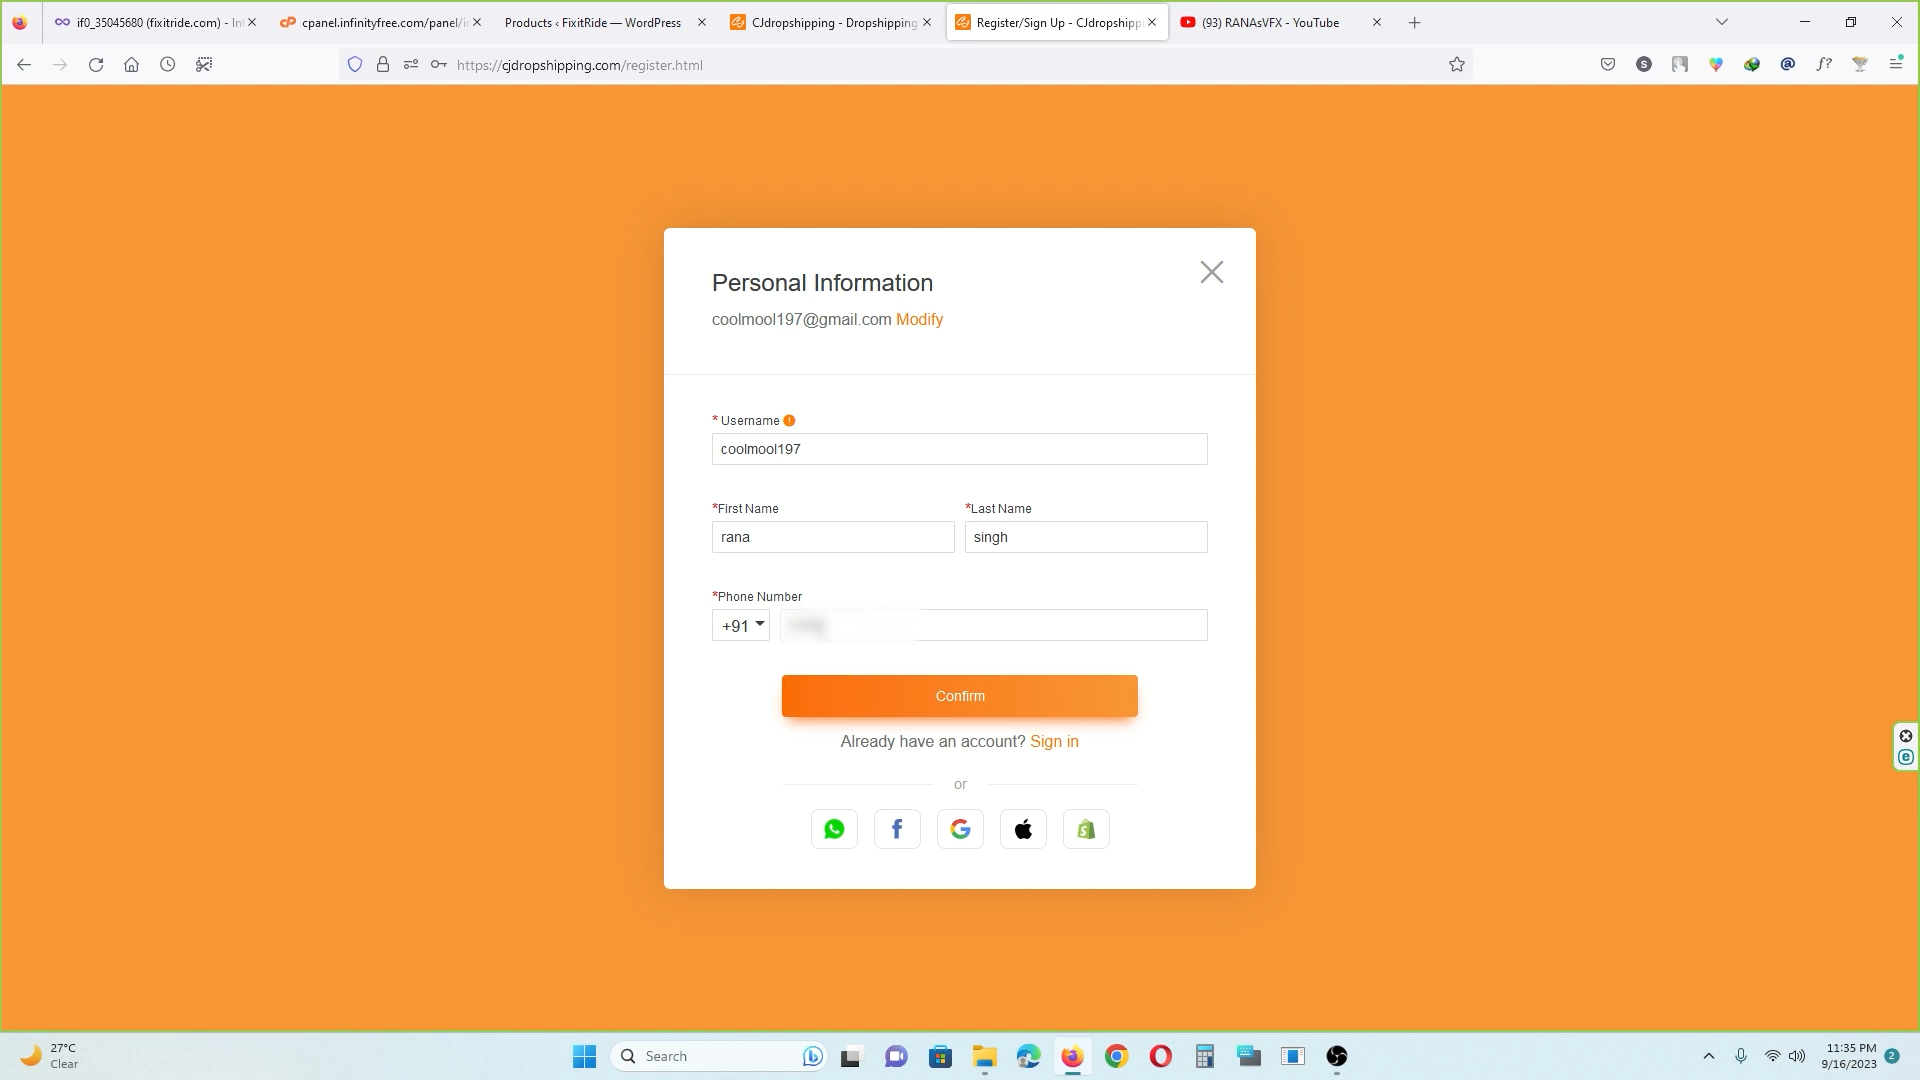 if0_35045680 (fixitride.com) - In
cpanel.infinityfree.com/panel/i
Products ‹ FixitRide — WordPress
CJdropshipping - Dropshipping
Register/Sign Up - CJdropshipp
(93) RANAsVFX - YouTube
https://cjdropshipping.com/register.html
Personal Information
coolmool197@gmail.com Modify
* Username
coolmool197
*First Name
*Last Name
rana
singh
*Phone Number
+91
Confirm
Already have an account? Sign in
or
27°C
Clear
Search
11:35 PM
9/16/2023
2